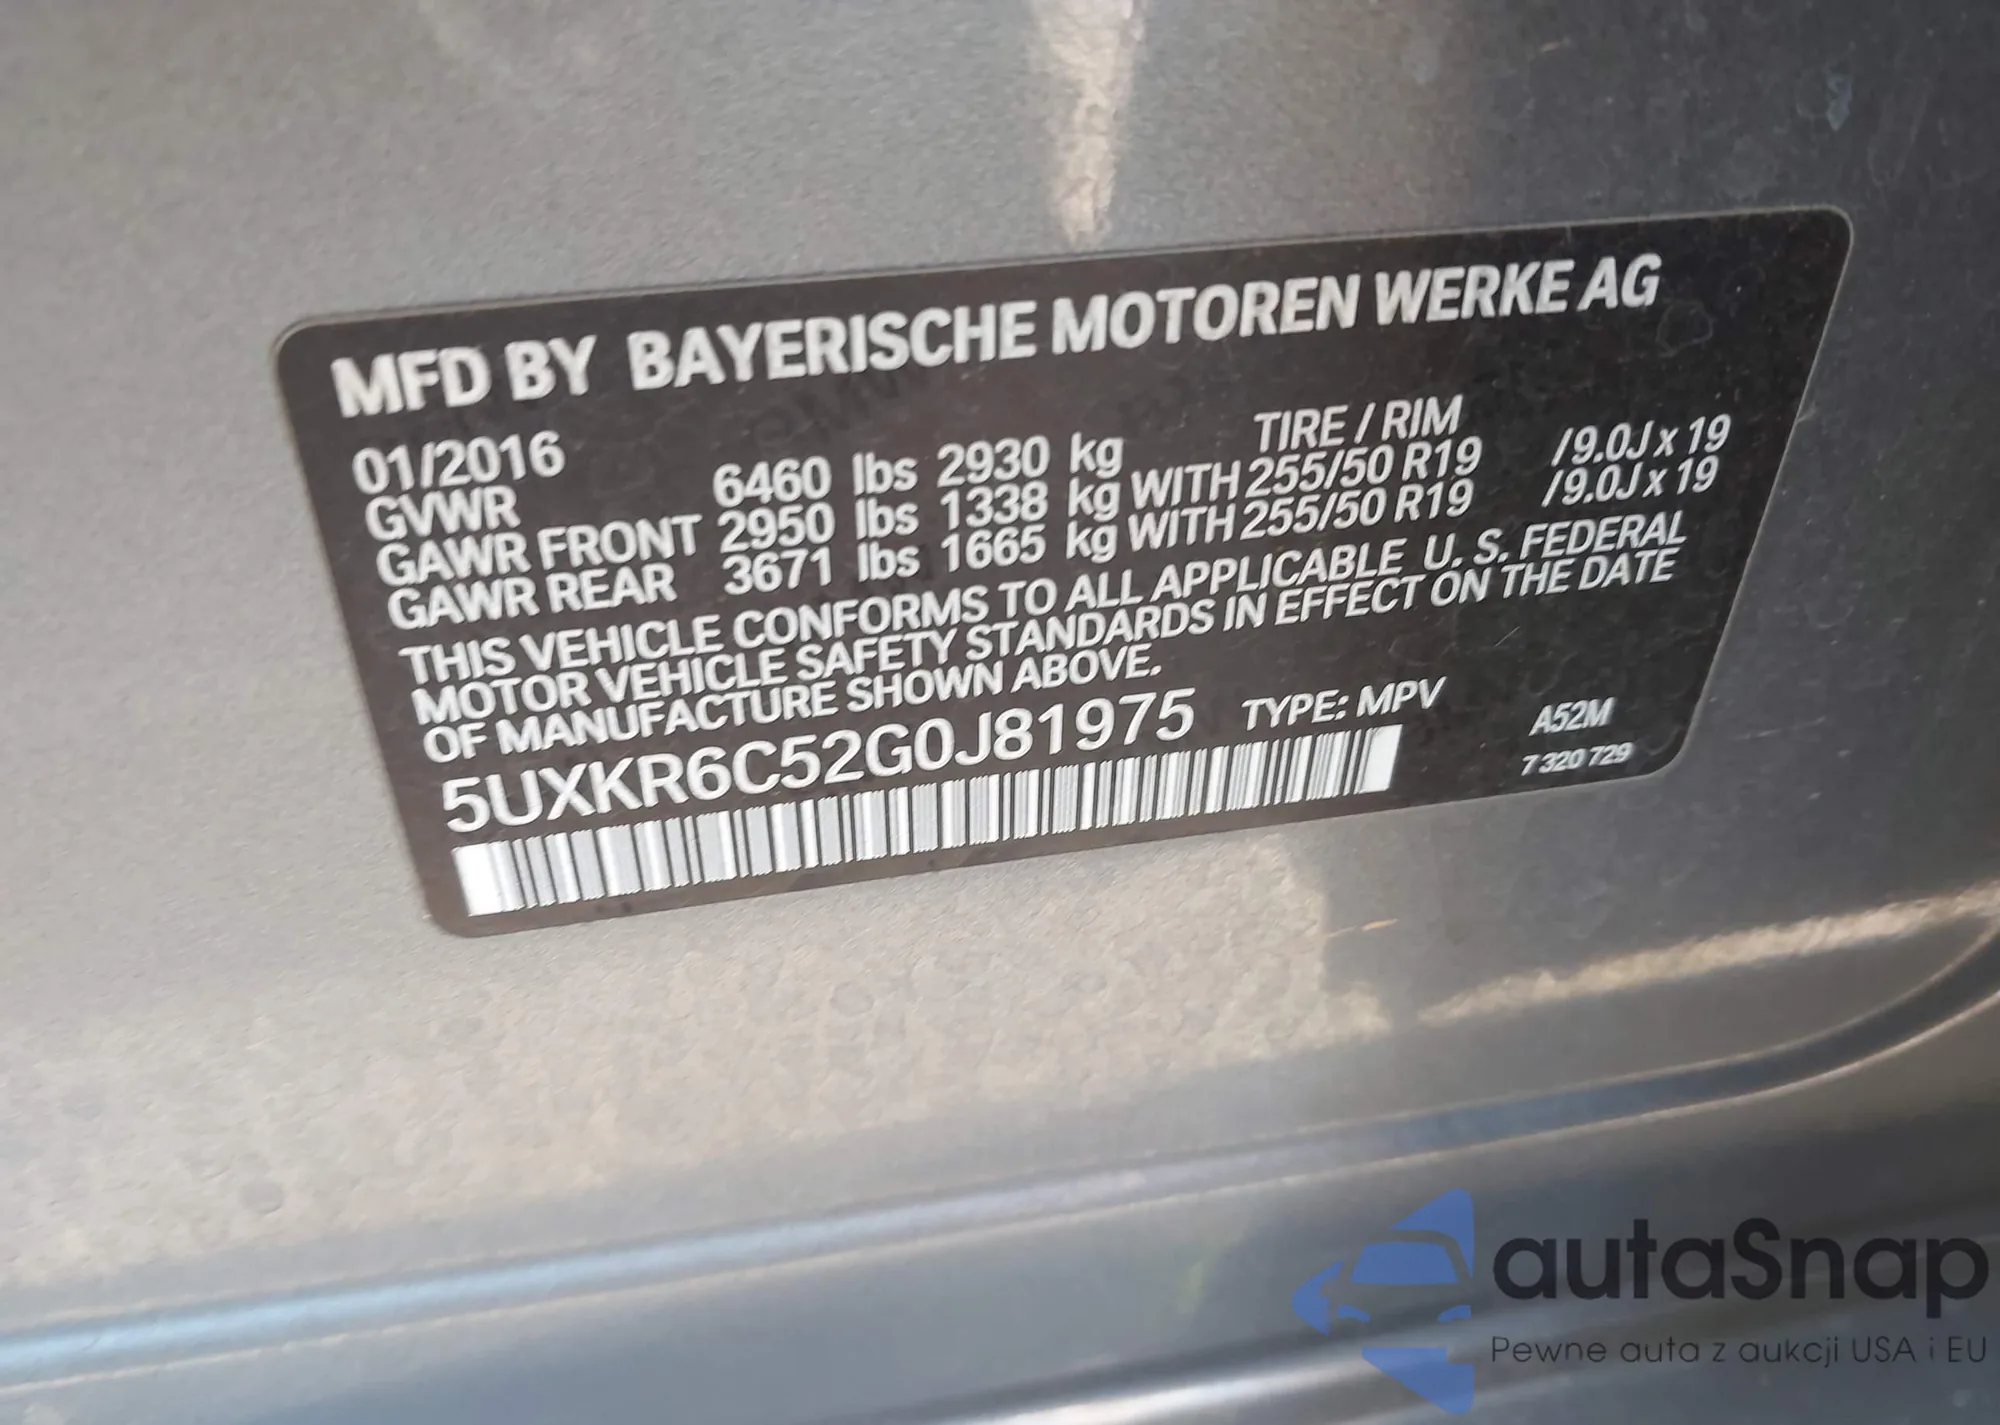 MFD BY BAYERISCHE MOTOREN WERKE AG
01/2016 TIRE / RIM
GVWR 6460 lbs 2930 kg
GAWR FRONT 2950 lbs 1338 kg WITH 255/50 R19 /9.0J x 19
GAWR REAR 3671 lbs 1665 kg WITH 255/50 R19 /9.0J x 19
THIS VEHICLE CONFORMS TO ALL APPLICABLE U. S. FEDERAL
MOTOR VEHICLE SAFETY STANDARDS IN EFFECT ON THE DATE
OF MANUFACTURE SHOWN ABOVE.
5UXKR6C52G0J81975 TYPE: MPV A52M
7 320 729
autaSnap
Pewne auta z aukcji USA i EU